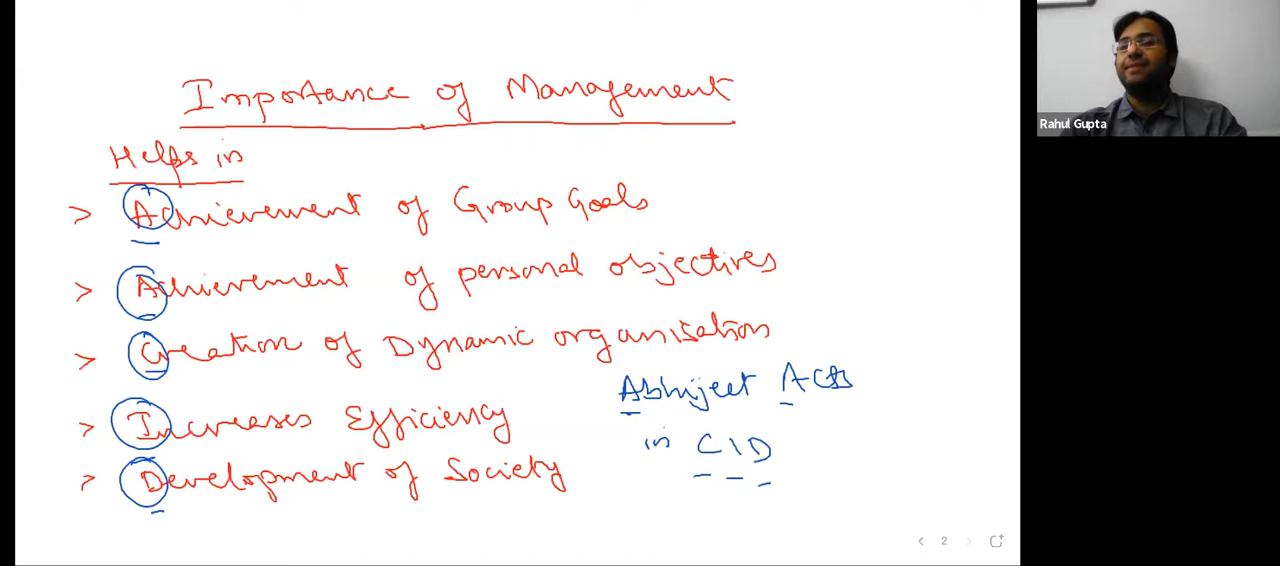 Importance of Management
Helps in
> Achievement of Group Goals
> Achievement of personal objectives
> Creation of Dynamic organisation
> Increases Efficiency
> Development of Society
Abhijeet Acts
in CID
2
Rahul Gupta